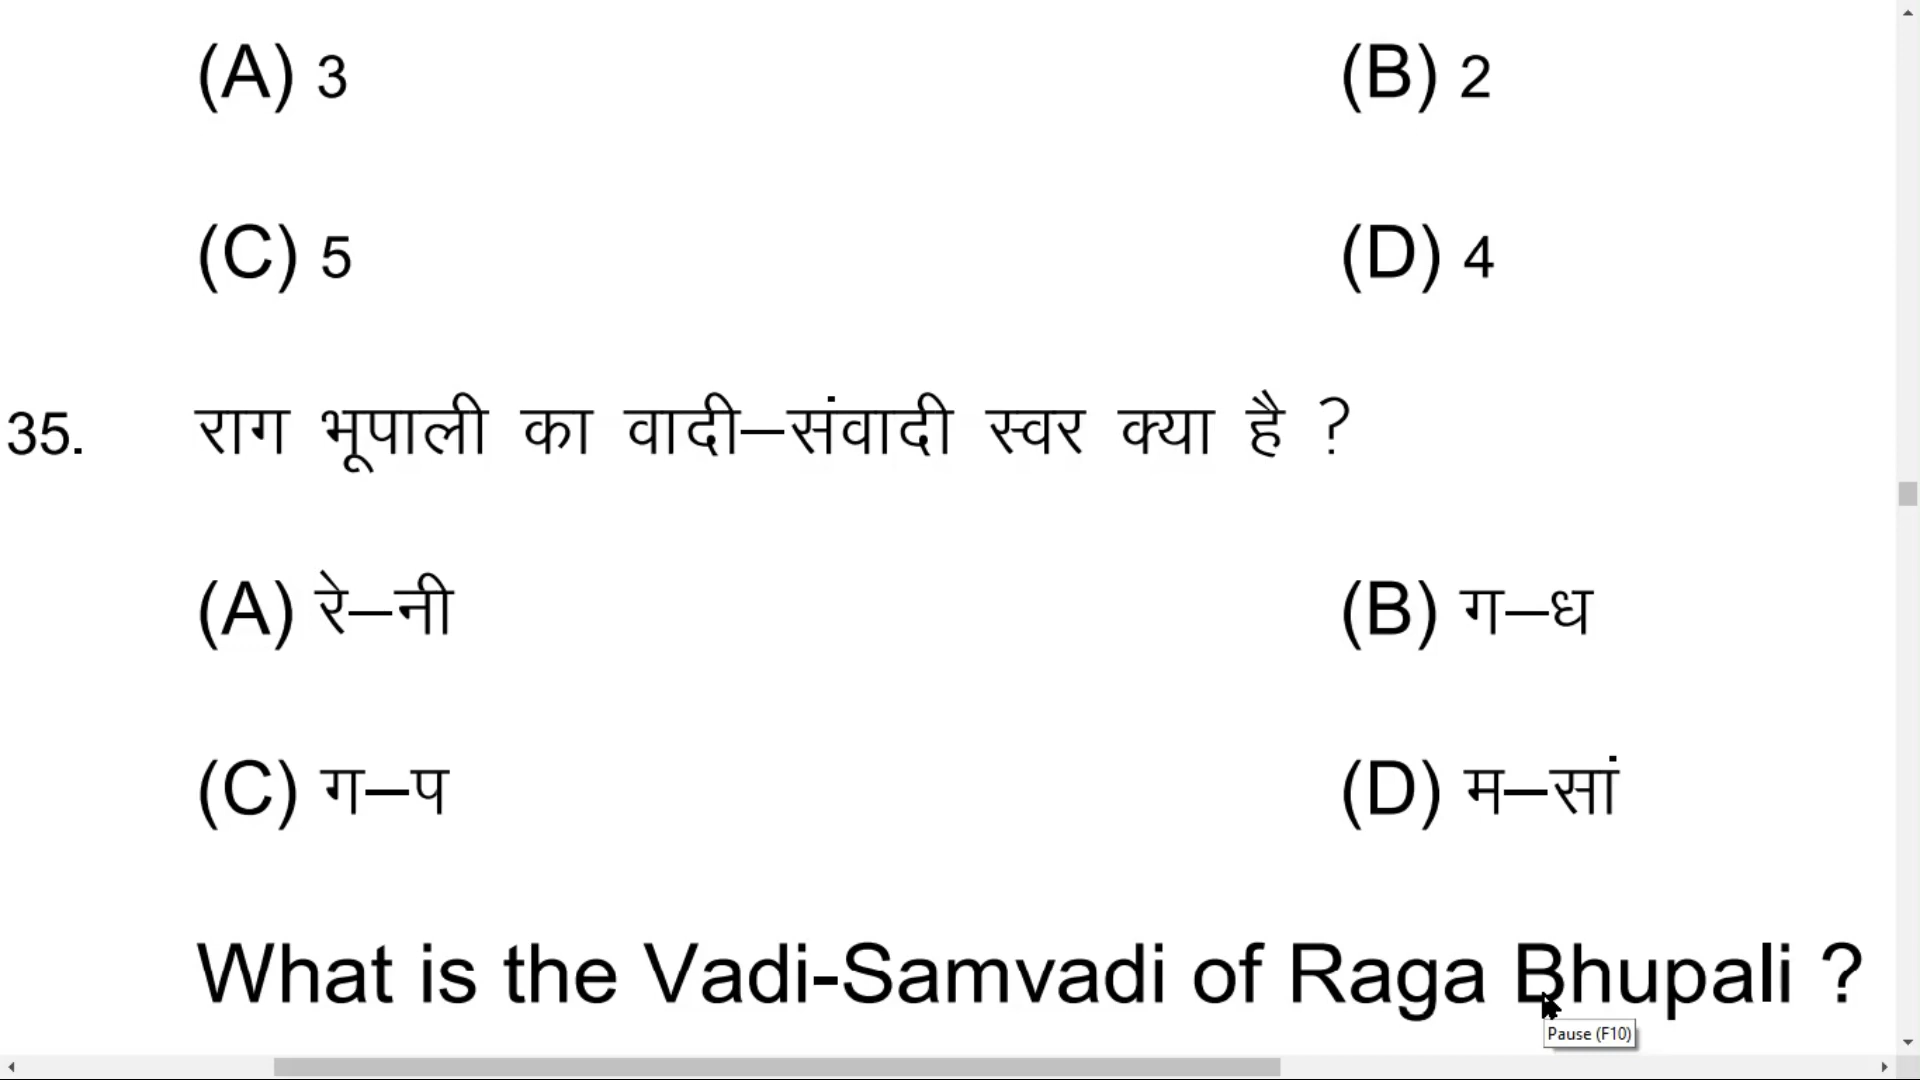 (A) 3 (B) 2
(C) 5 (D) 4
35. राग भूपाली का वादी–संवादी स्वर क्या है ?
(A) रे–नी (B) ग–ध
(C) ग–प (D) म–सां
What is the Vadi-Samvadi of Raga Bhupali ?
Pause (F10)